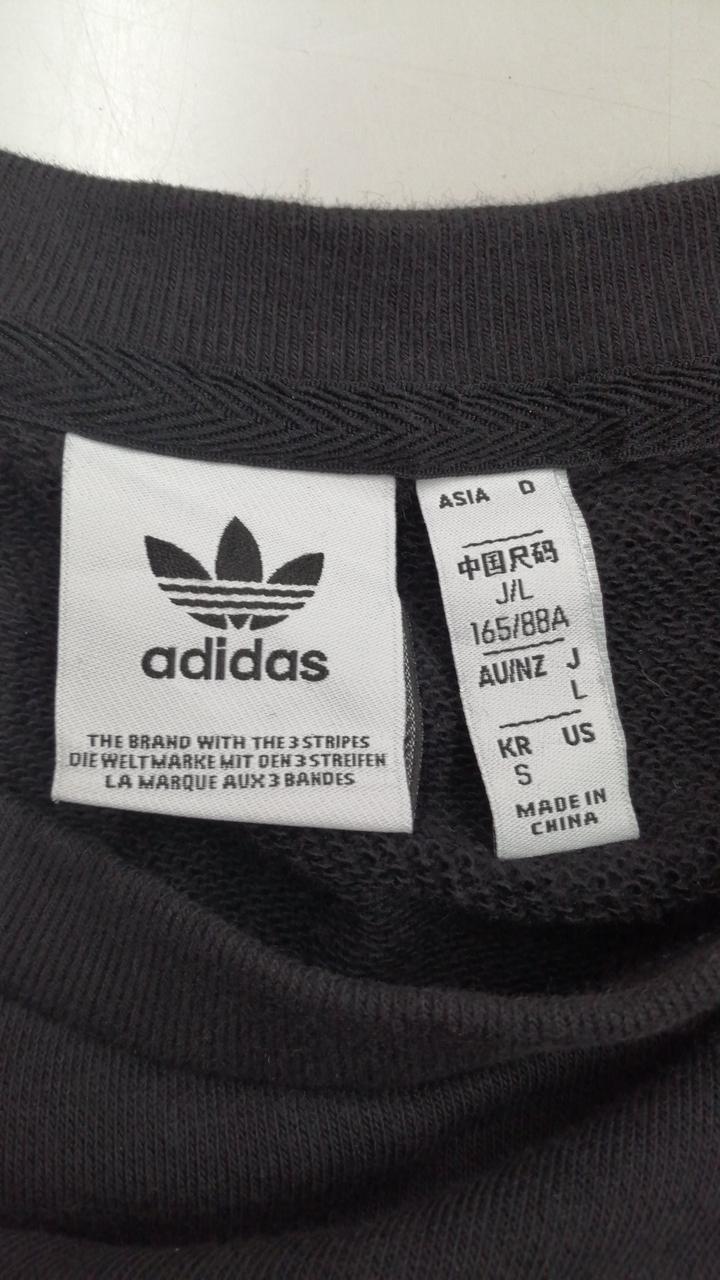 adidas
THE BRAND WITH THE 3 STRIPES
DIE WELTMARKE MIT DEN 3 STREIFEN
LA MARQUE AUX 3 BANDES
ASIA D
中国尺码
J/L
165/88A
AU/NZ J
L
KR US
S
MADE IN
CHINA